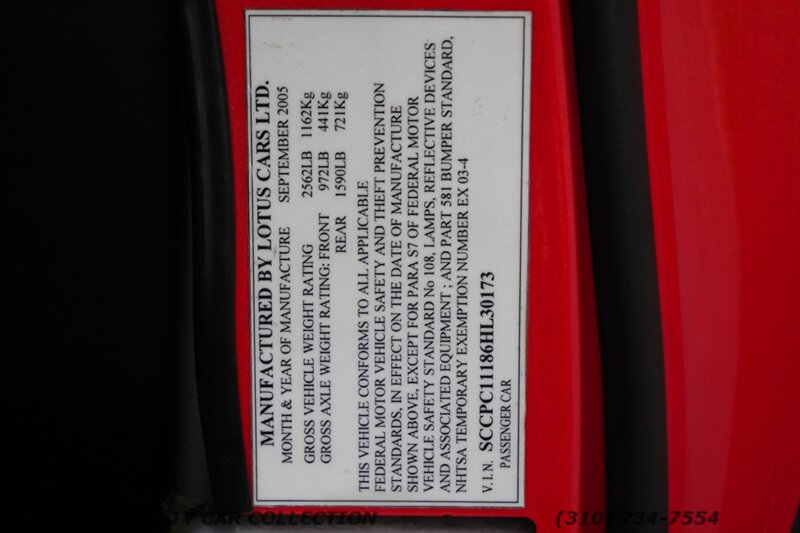 MANUFACTURED BY LOTUS CARS LTD.
MONTH & YEAR OF MANUFACTURE SEPTEMBER 2005
GROSS VEHICLE WEIGHT RATING 2562LB 1162Kg
GROSS AXLE WEIGHT RATING: FRONT 972LB 441Kg
REAR 1590LB 721Kg
THIS VEHICLE CONFORMS TO ALL APPLICABLE
FEDERAL MOTOR VEHICLE SAFETY AND THEFT PREVENTION
STANDARDS, IN EFFECT ON THE DATE OF MANUFACTURE
SHOWN ABOVE, EXCEPT FOR PARA S7 OF FEDERAL MOTOR
VEHICLE SAFETY STANDARD No 108, LAMPS, REFLECTIVE DEVICES
AND ASSOCIATED EQUIPMENT ; AND PART 581 BUMPER STANDARD,
NHTSA TEMPORARY EXEMPTION NUMBER EX 03-4
V.I.N. SCCPC11186HL30173
PASSENGER CAR
CAR COLLECTION (310) 734-7554